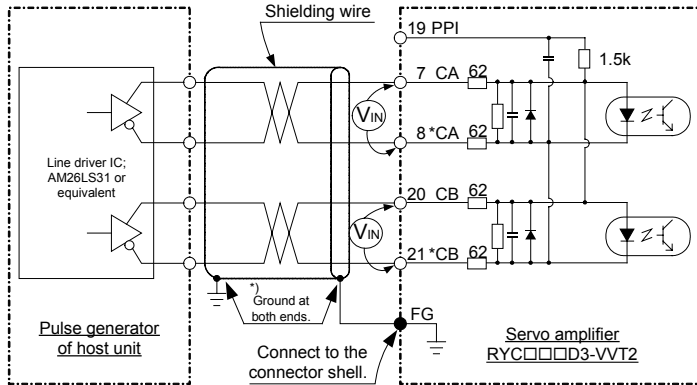 Shielding wire
19 PPI
1.5k
7 CA 62
VIN
8 *CA 62
Line driver IC;
AM26LS31 or
equivalent
20 CB 62
VIN
21 *CB 62
*)
Ground at
both ends.
FG
Pulse generator
of host unit
Connect to the
connector shell.
Servo amplifier
RYC□□□D3-VVT2